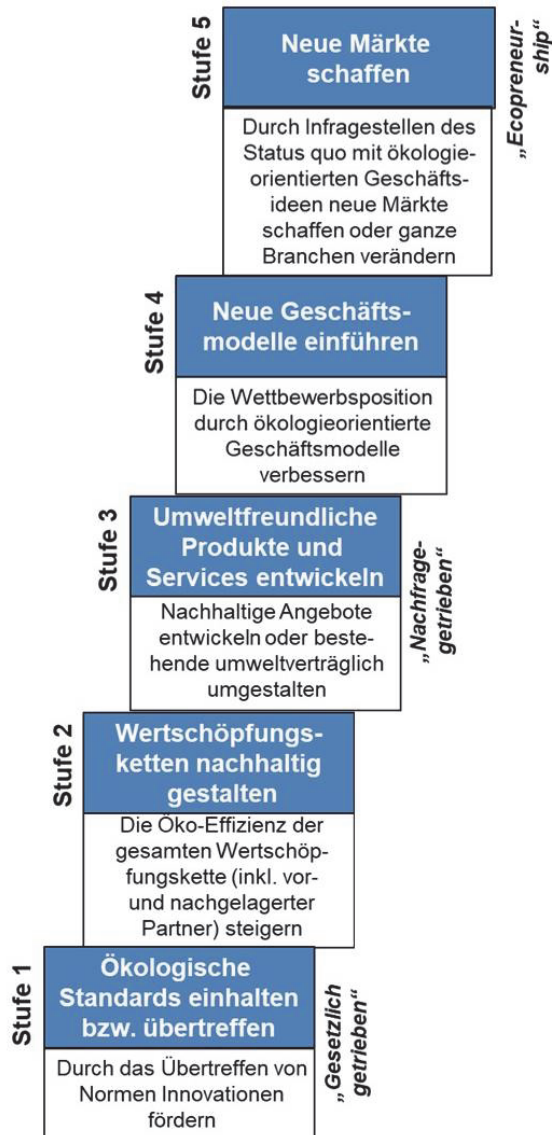 Stufe 5
Neue Märkte
schaffen
„Ecopreneur-
ship“
Durch Infragestellen des
Status quo mit ökologie-
orientierten Geschäfts-
ideen neue Märkte
schaffen oder ganze
Branchen verändern
Stufe 4
Neue Geschäfts-
modelle einführen
Die Wettbewerbsposition
durch ökologieorientierte
Geschäftsmodelle
verbessern
Stufe 3
Umweltfreundliche
Produkte und
Services entwickeln
„Nachfrage-
getrieben“
Nachhaltige Angebote
entwickeln oder beste-
hende umweltverträglich
umgestalten
Stufe 2
Wertschöpfungs-
ketten nachhaltig
gestalten
Die Öko-Effizienz der
gesamten Wertschöp-
fungskette (inkl. vor-
und nachgelagerter
Partner) steigern
Stufe 1
Ökologische
Standards einhalten
bzw. übertreffen
„Gesetzlich
getrieben“
Durch das Übertreffen von
Normen Innovationen
fördern